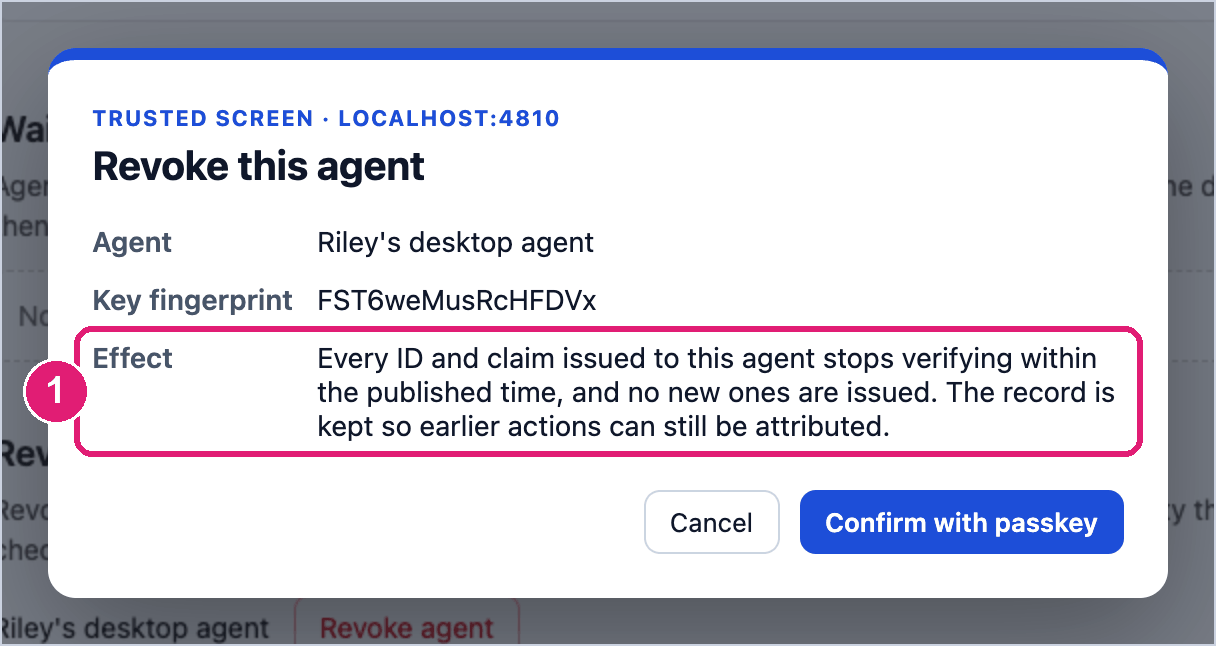 TRUSTED SCREEN · LOCALHOST:4810
Revoke this agent
Agent Riley's desktop agent
Key fingerprint FST6weMusRcHFDVx
1
Effect Every ID and claim issued to this agent stops verifying within
the published time, and no new ones are issued. The record is
kept so earlier actions can still be attributed.
Cancel Confirm with passkey
Riley's desktop agent Revoke agent